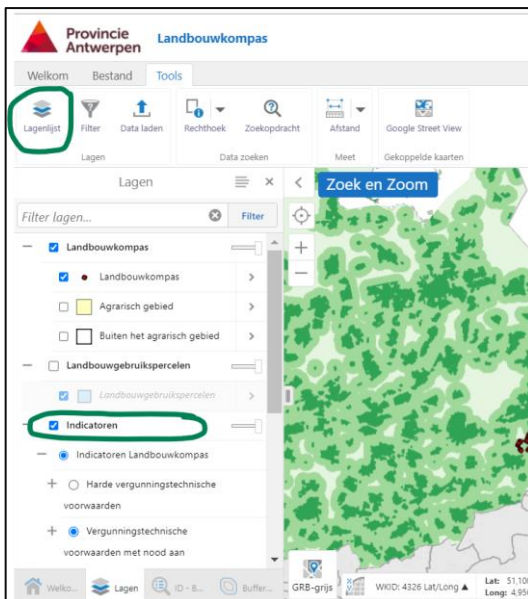 Provincie
Antwerpen
Landbouwkompas
Welkom Bestand Tools
Lagenlijst Filter Data laden Rechthoek Zoekopdracht Afstand Google Street View
Lagen Data zoeken Meet Gekoppelde kaarten
Lagen
Zoek en Zoom
Filter lagen... Filter
Landbouwkompas
Landbouwkompas
Agrarisch gebied
Buiten het agrarisch gebied
Landbouwgebruikspercelen
Landbouwgebruikspercelen
Indicatoren
Indicatoren Landbouwkompas
Harde vergunningstechnische
voorwaarden
Vergunningstechnische
voorwaarden met nood aan
Welko... Lagen ID - B... Buffer...
GRB-grijs WKID: 4326 Lat/Long
Lat: 51,100
Long: